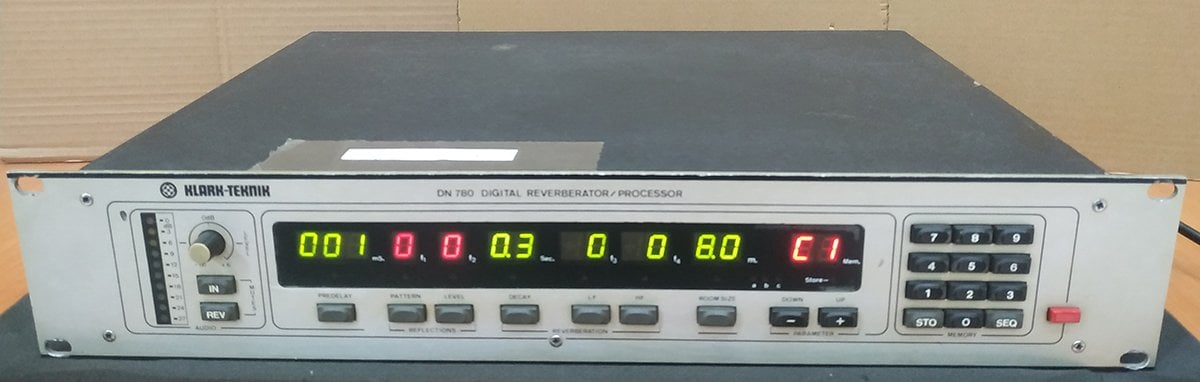 KLARK-TEKNIK
DN 780 DIGITAL REVERBERATOR/PROCESSOR
0dB
001 mS. 0 f1 0 f2 0.3 Sec. 0 f3 0 f4 8.0 m. C1 Mem.
Store
a b c
PREDELAY PATTERN LEVEL DECAY LF HF ROOM SIZE DOWN UP
- +
REFLECTIONS REVERBERATION PARAMETER
IN
REV
AUDIO
7 8 9
4 5 6
1 2 3
STO 0 SEQ
MEMORY